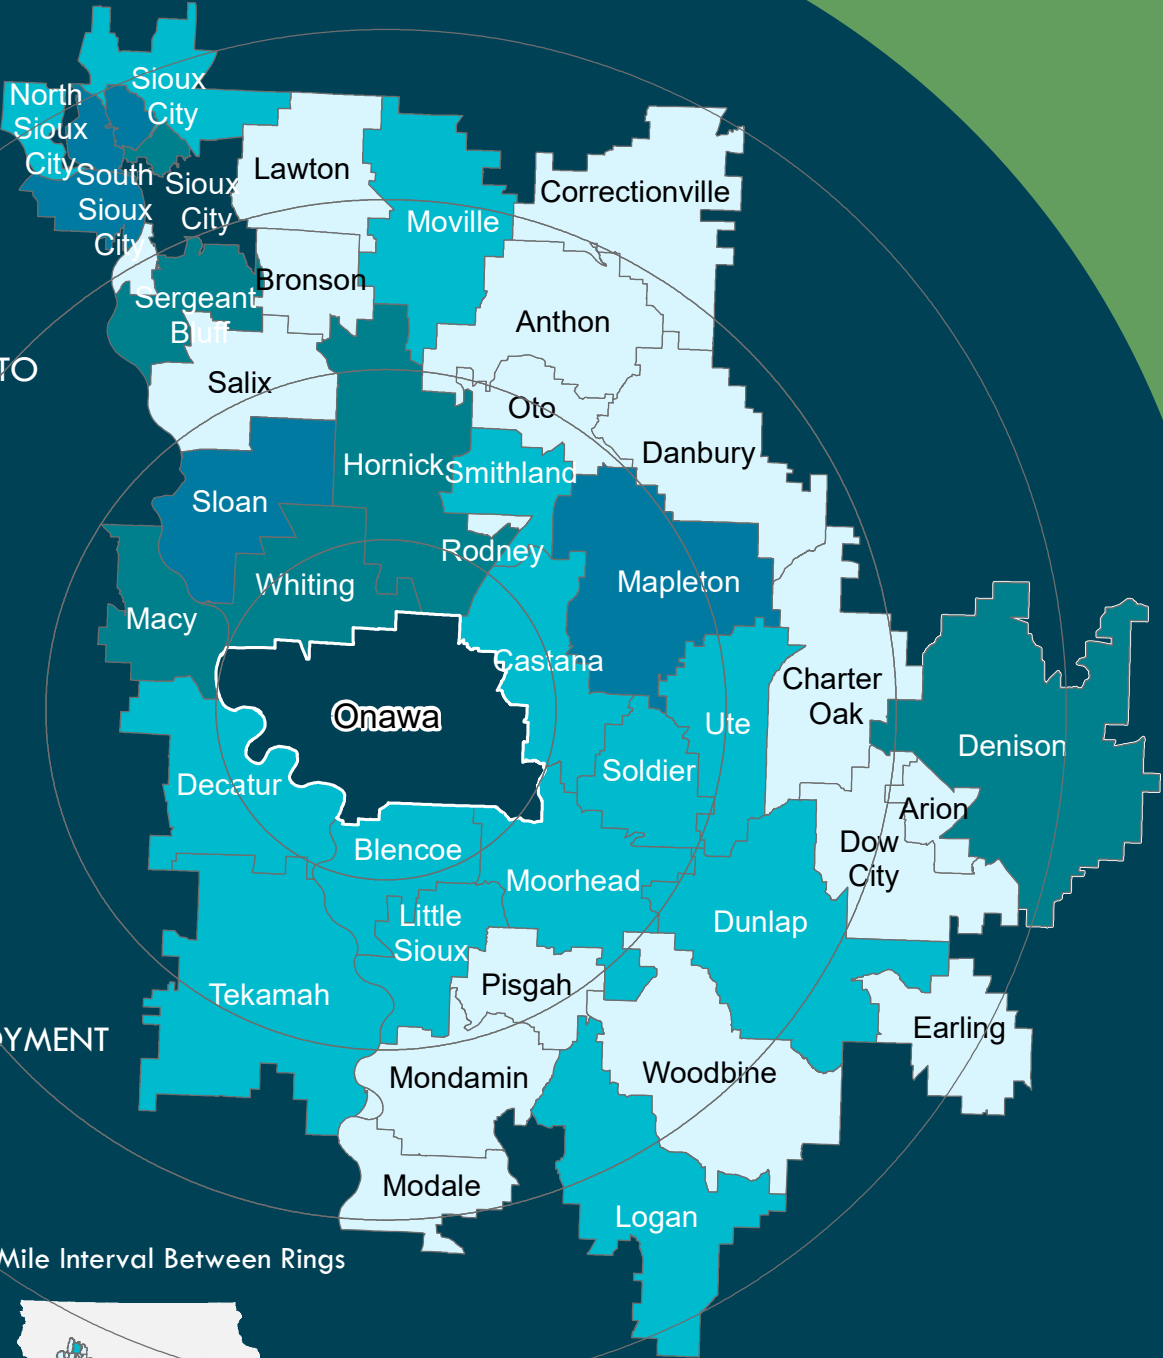 Sioux
City
North
Sioux
City
South
Sioux
City
Sioux
City
Lawton
Correctionville
Moville
Bronson
Sergeant
Bluff
Anthon
TO
Salix
Oto
Danbury
Hornick
Smithland
Sloan
Rodney
Whiting
Mapleton
Macy
Castana
Charter
Oak
Onawa
Ute
Denison
Soldier
Decatur
Arion
Dow
City
Blencoe
Moorhead
Little
Sioux
Dunlap
Pisgah
Tekamah
Earling
YMENT
Woodbine
Mondamin
Modale
Logan
Mile Interval Between Rings